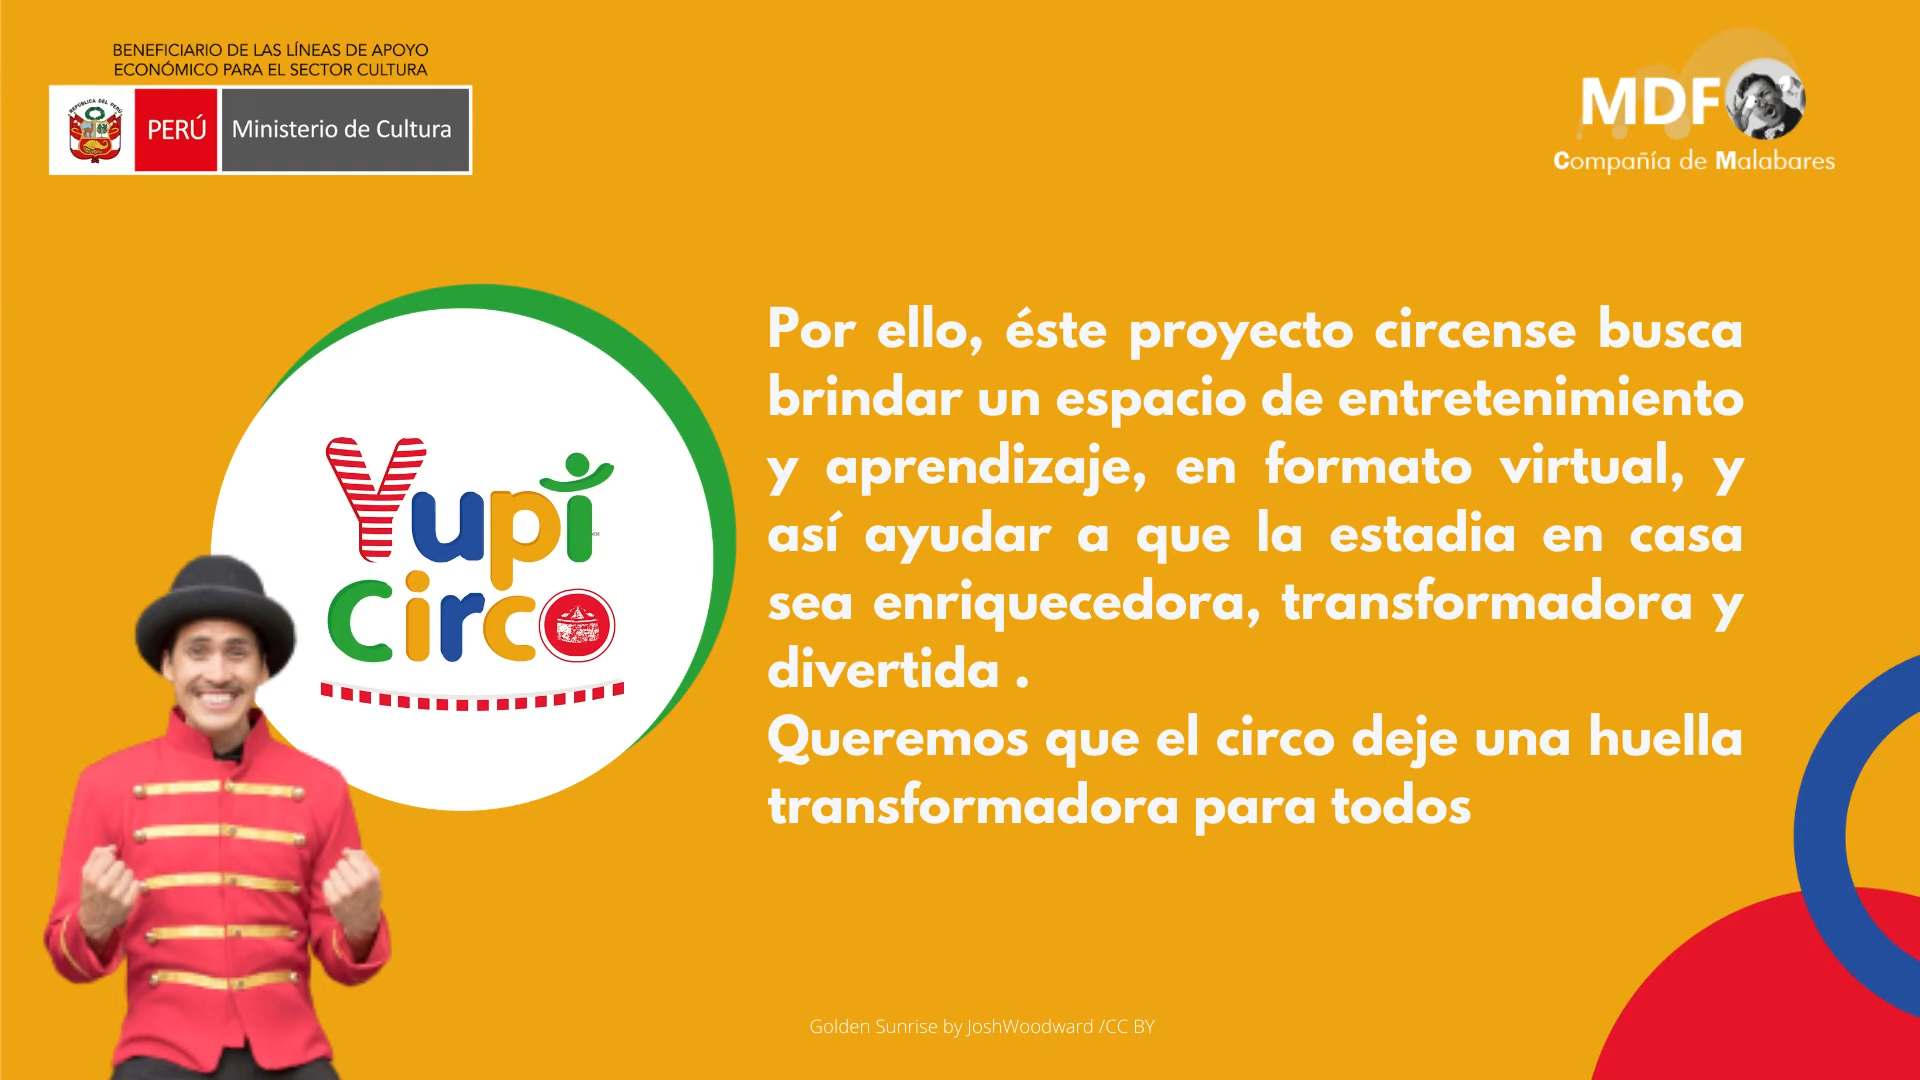 BENEFICIARIO DE LAS LÍNEAS DE APOYO
ECONÓMICO PARA EL SECTOR CULTURA
REPÚBLICA DEL PERÚ
PERÚ
Ministerio de Cultura
MDF
Compañía de Malabares
Yupi
Circo
Por ello, éste proyecto circense busca
brindar un espacio de entretenimiento
y aprendizaje, en formato virtual, y
así ayudar a que la estadia en casa
sea enriquecedora, transformadora y
divertida .
Queremos que el circo deje una huella
transformadora para todos
Golden Sunrise by JoshWoodward /CC BY